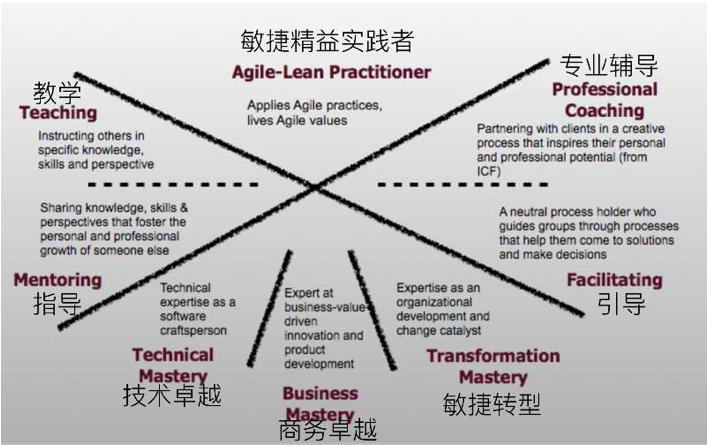 敏捷精益实践者
Agile-Lean Practitioner
Applies Agile practices,
lives Agile values
教学
Teaching
Instructing others in
specific knowledge,
skills and perspective
专业辅导
Professional
Coaching
Partnering with clients in a creative
process that inspires their personal
and professional potential (from
ICF)
Sharing knowledge, skills &
perspectives that foster the
personal and professional
growth of someone else
Mentoring
指导
A neutral process holder who
guides groups through processes
that help them come to solutions
and make decisions
Facilitating
引导
Technical
expertise as a
software
craftsperson
Technical
Mastery
技术卓越
Expert at
business-value-
driven
innovation and
product
development
Business
Mastery
商务卓越
Expertise as an
organizational
development and
change catalyst
Transformation
Mastery
敏捷转型